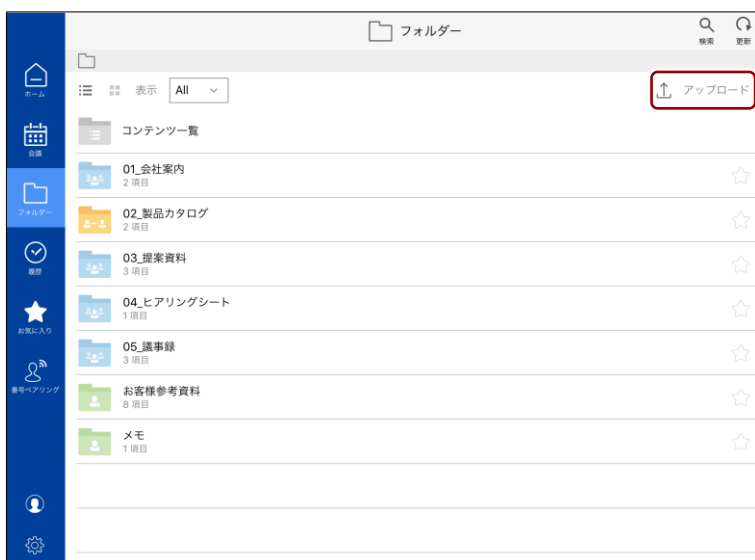 フォルダー
検索
更新
ホーム
会議
フォルダー
履歴
お気に入り
番号ペアリング
表示 All
アップロード
コンテンツ一覧
01_会社案内
2 項目
02_製品カタログ
2 項目
03_提案資料
3 項目
04_ヒアリングシート
1 項目
05_議事録
3 項目
お客様参考資料
8 項目
メモ
1 項目